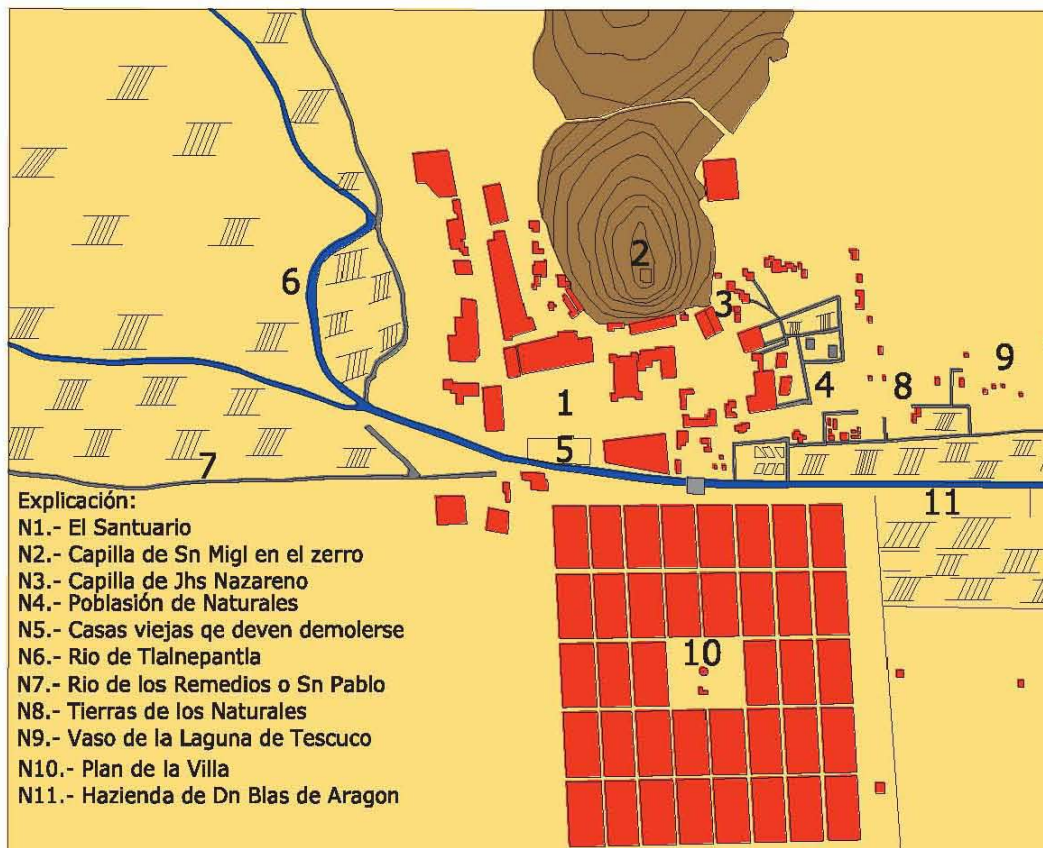 2
6
3
9
4
8
1
5
7
11
10
Explicación:
N1.- El Santuario
N2.- Capilla de Sn Migl en el zerro
N3.- Capilla de Jhs Nazareno
N4.- Poblasión de Naturales
N5.- Casas viejas qe deven demolerse
N6.- Rio de Tlalnepantla
N7.- Rio de los Remedios o Sn Pablo
N8.- Tierras de los Naturales
N9.- Vaso de la Laguna de Tescuco
N10.- Plan de la Villa
N11.- Hazienda de Dn Blas de Aragon